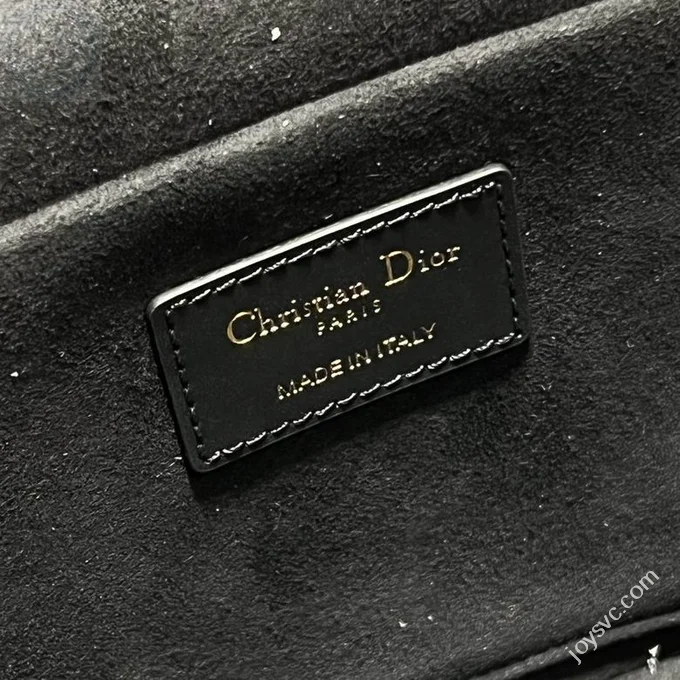 Christian Dior
PARIS
MADE IN ITALY
joysvc.com